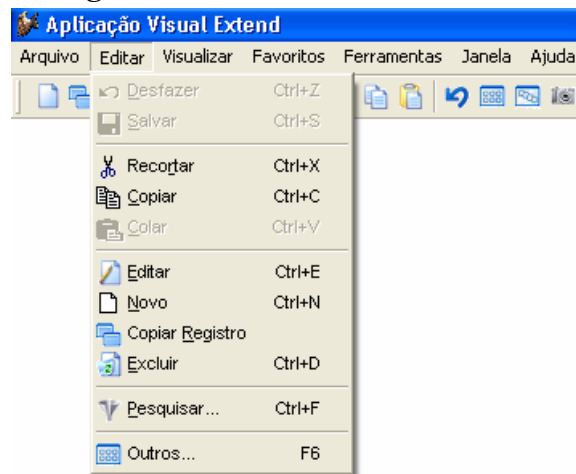 Aplicação Visual Extend
Arquivo Editar Visualizar Favoritos Ferramentas Janela Ajuda
Desfazer Ctrl+Z
Salvar Ctrl+S
Recortar Ctrl+X
Copiar Ctrl+C
Colar Ctrl+V
Editar Ctrl+E
Novo Ctrl+N
Copiar Registro
Excluir Ctrl+D
Pesquisar... Ctrl+F
Outros... F6